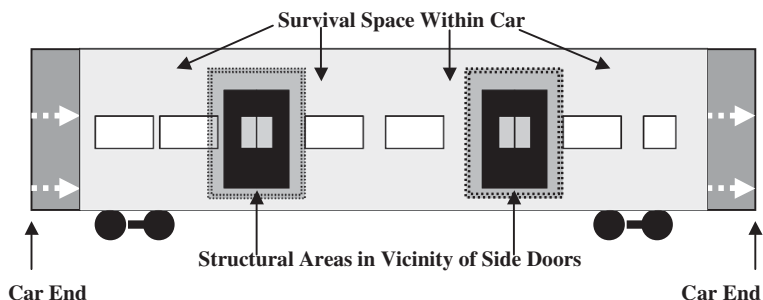 Survival Space Within Car
Structural Areas in Vicinity of Side Doors
Car End
Car End